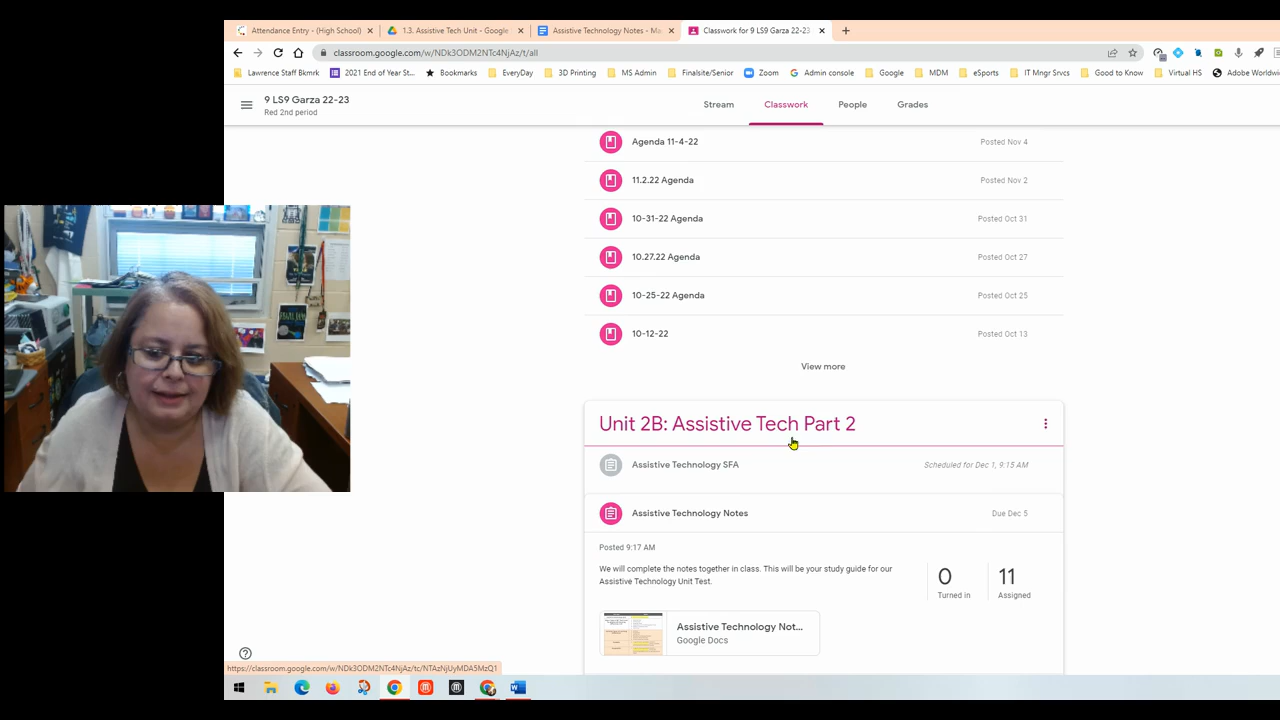 Attendance Entry - (High School)
1.3. Assistive Tech Unit - Google
Assistive Technology Notes - Ma
Classwork for 9 LS9 Garza 22-23
classroom.google.com/w/NDk3ODM2NTc4NjAz/t/all
Lawrence Staff Bkmrk
2021 End of Year St...
Bookmarks
EveryDay
3D Printing
MS Admin
Finalsite/Senior
Zoom
Admin console
Google
MDM
eSports
IT Mngr Srvcs
Good to Know
Virtual HS
Adobe Worldwi
9 LS9 Garza 22-23
Red 2nd period
Stream
Classwork
People
Grades
Agenda 11-4-22
Posted Nov 4
11.2.22 Agenda
Posted Nov 2
10-31-22 Agenda
Posted Oct 31
10.27.22 Agenda
Posted Oct 27
10-25-22 Agenda
Posted Oct 25
10-12-22
Posted Oct 13
View more
Unit 2B: Assistive Tech Part 2
Assistive Technology SFA
Scheduled for Dec 1, 9:15 AM
Assistive Technology Notes
Due Dec 5
Posted 9:17 AM
We will complete the notes together in class. This will be your study guide for our
Assistive Technology Unit Test.
0
Turned in
11
Assigned
Assistive Technology Not...
Google Docs
https://classroom.google.com/w/NDk3ODM2NTc4NjAz/tc/NTAzNjUyMDA5MzQ1